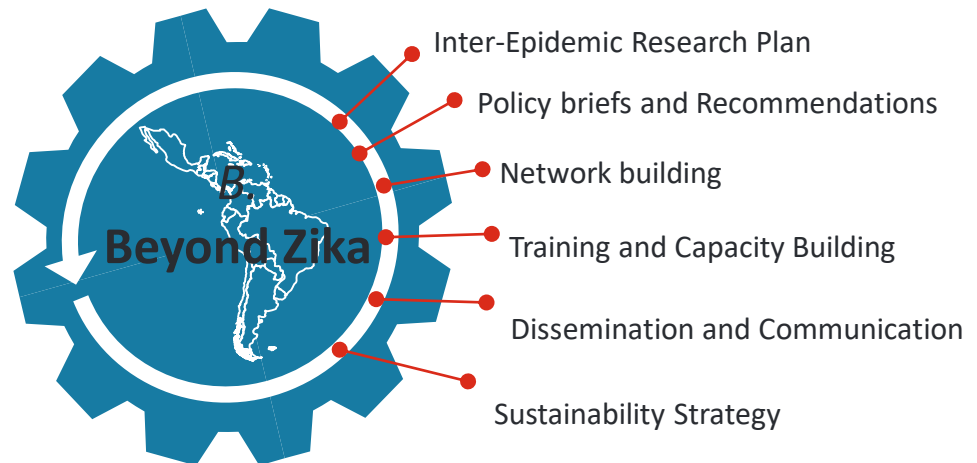 Inter-Epidemic Research Plan
Policy briefs and Recommendations
Network building
B.
Beyond Zika
Training and Capacity Building
Dissemination and Communication
Sustainability Strategy